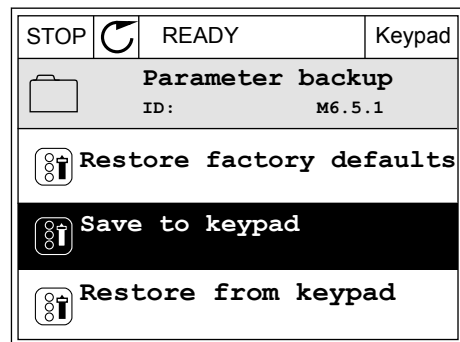 STOP READY Keypad
Parameter backup
ID: M6.5.1
Restore factory defaults
Save to keypad
Restore from keypad